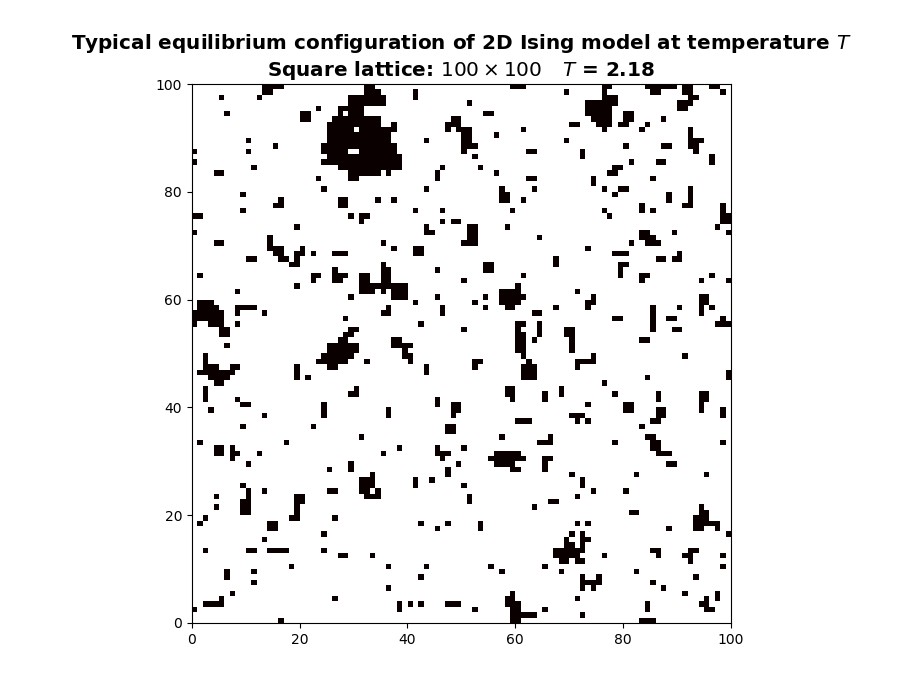 Typical equilibrium configuration of 2D Ising model at temperature T
Square lattice: 100 × 100 T = 2.18
100
80
60
40
20
0
0 20 40 60 80 100